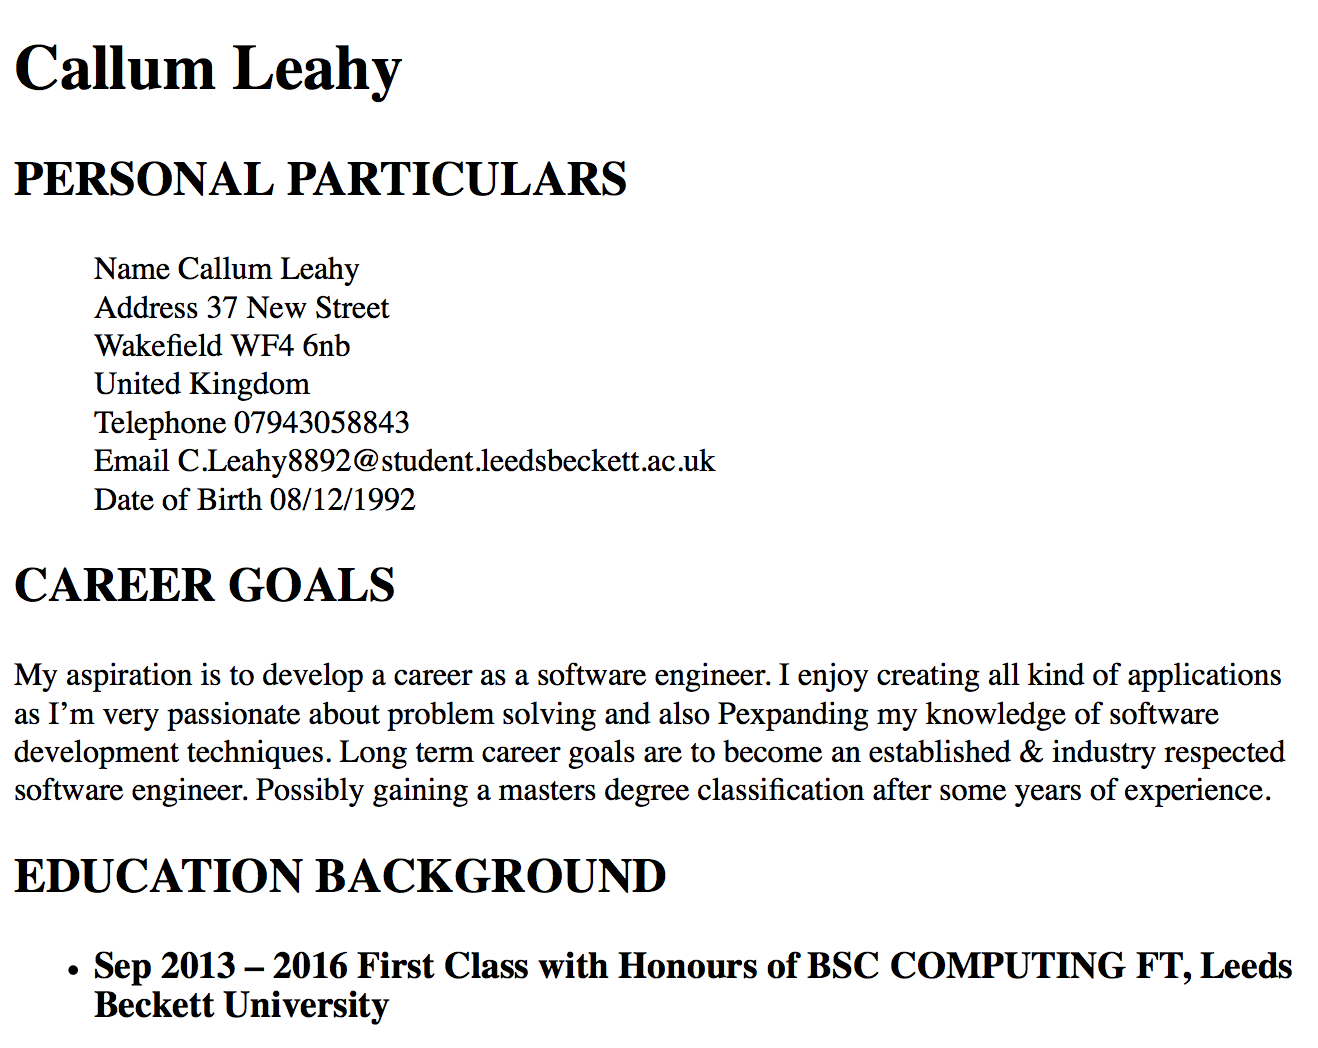 Callum Leahy
PERSONAL PARTICULARS
Name Callum Leahy
Address 37 New Street
Wakefield WF4 6nb
United Kingdom
Telephone 07943058843
Email C.Leahy8892@student.leedsbeckett.ac.uk
Date of Birth 08/12/1992
CAREER GOALS
My aspiration is to develop a career as a software engineer. I enjoy creating all kind of applications
as I’m very passionate about problem solving and also Pexpanding my knowledge of software
development techniques. Long term career goals are to become an established & industry respected
software engineer. Possibly gaining a masters degree classification after some years of experience.
EDUCATION BACKGROUND
• Sep 2013 – 2016 First Class with Honours of BSC COMPUTING FT, Leeds
Beckett University